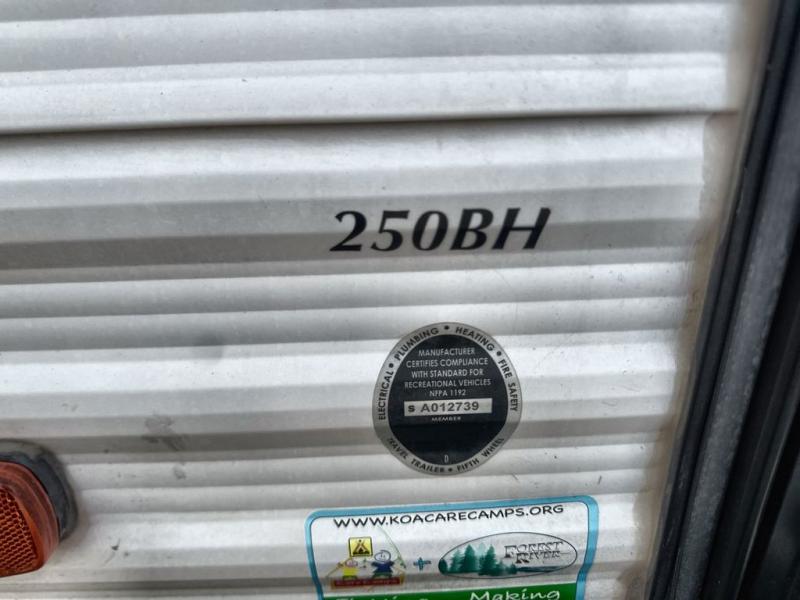 250BH
ELECTRICAL • PLUMBING • HEATING • FIRE SAFETY
MANUFACTURER
CERTIFIES COMPLIANCE
WITH STANDARD FOR
RECREATIONAL VEHICLES
NFPA 1192
S A012739
MEMBER
D
TRAVEL TRAILER • FIFTH WHEEL
WWW.KOACARECAMPS.ORG
+
FOREST
RIVER
Making